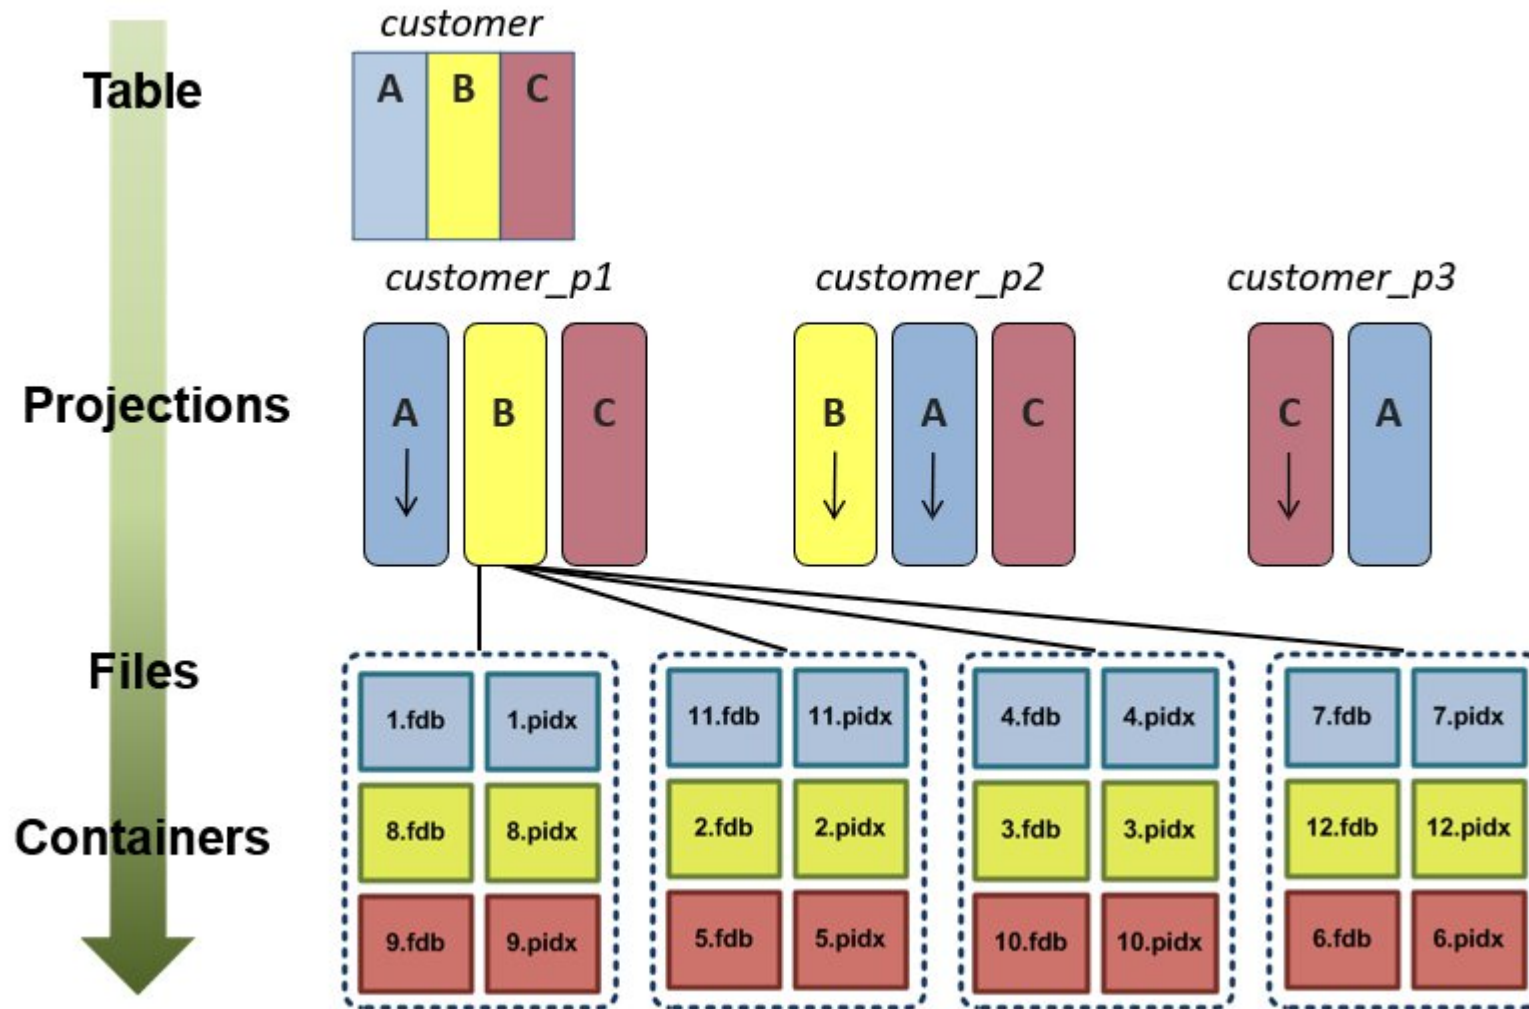 customer
Table
A B C
customer_p1 customer_p2 customer_p3
Projections
A B C B A C C A
Files
1.fdb 1.pidx 11.fdb 11.pidx 4.fdb 4.pidx 7.fdb 7.pidx
Containers
8.fdb 8.pidx 2.fdb 2.pidx 3.fdb 3.pidx 12.fdb 12.pidx
9.fdb 9.pidx 5.fdb 5.pidx 10.fdb 10.pidx 6.fdb 6.pidx